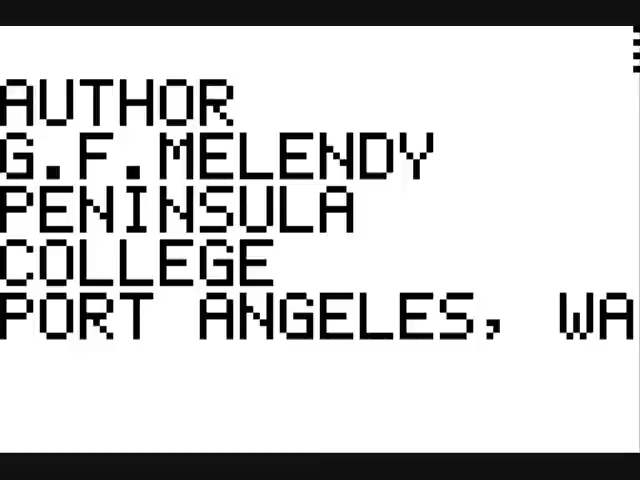 AUTHOR
G.F.MELENDY
PENINSULA
COLLEGE
PORT ANGELES, WA